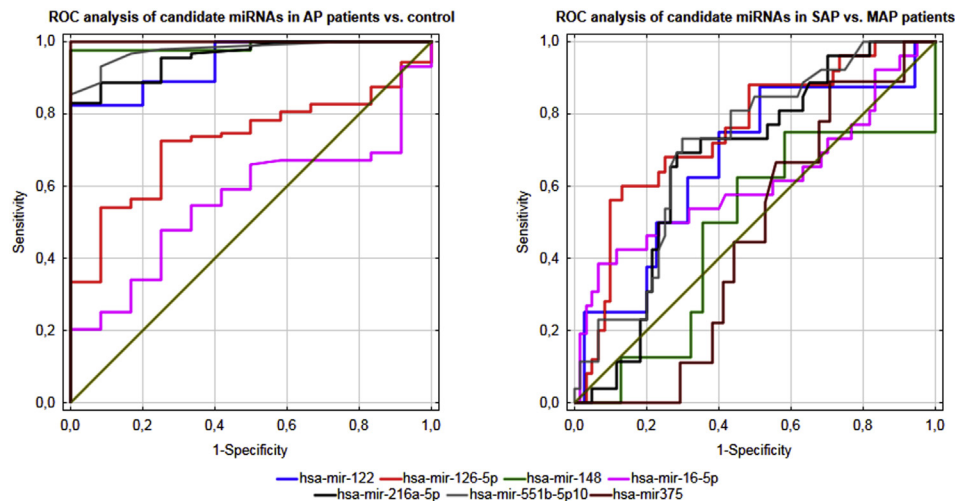 ROC analysis of candidate miRNAs in AP patients vs. control
1,0
0,8
0,6
0,4
0,2
0,0
Sensitivity
0,0 0,2 0,4 0,6 0,8 1,0
1-Specificity
ROC analysis of candidate miRNAs in SAP vs. MAP patients
1,0
0,8
0,6
0,4
0,2
0,0
Sensitivity
0,0 0,2 0,4 0,6 0,8 1,0
1-Specificity
hsa-mir-122 hsa-mir-126-5p hsa-mir-148 hsa-mir-16-5p
hsa-mir-216a-5p hsa-mir-551b-5p10 hsa-mir375